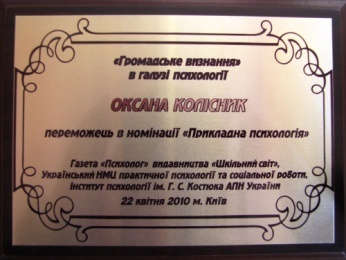 «Громадське визнання»
в галузі психології
ОКСАНА КОЛІСНИК
переможець в номінації «Прикладна психологія»
Газета «Психолог» видавництва «Шкільний світ»,
Український НМЦ практичної психології та соціальної роботи,
Інститут психології ім. Г. С. Костюка АПН України
22 квітня 2010 м. Київ